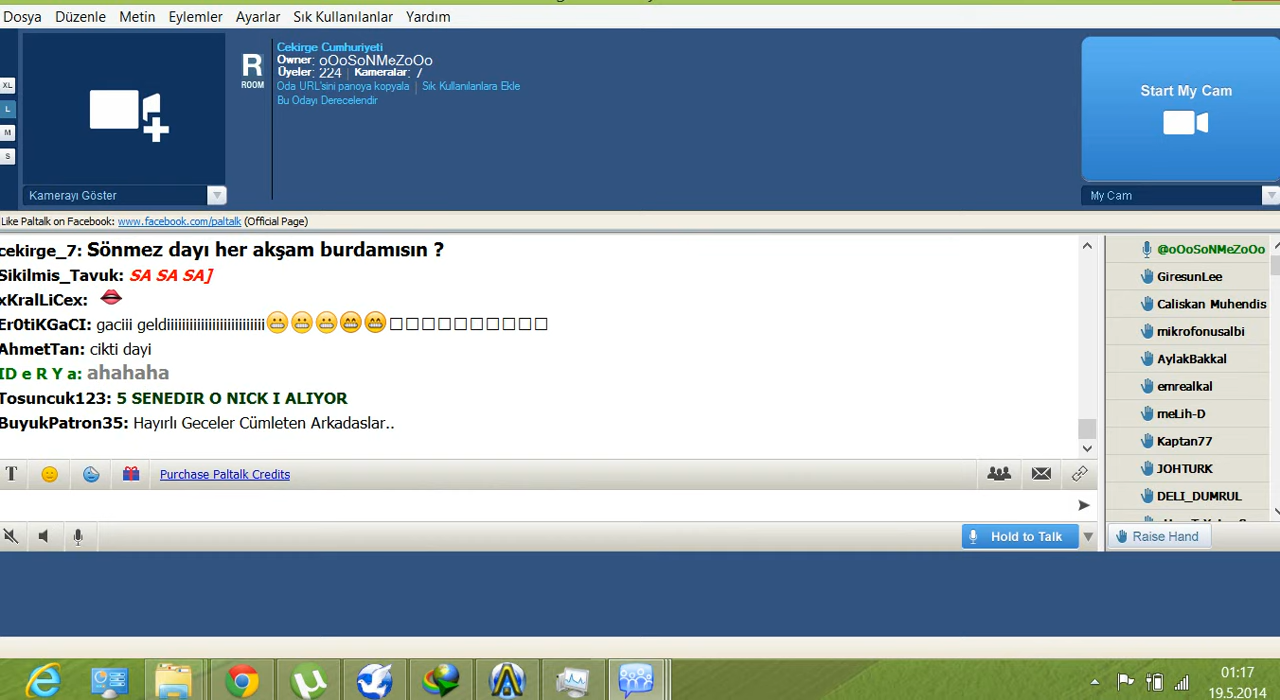 Dosya Düzenle Metin Eylemler Ayarlar Sık Kullanılanlar Yardım
XL
L
M
S
Kamerayı Göster
R
ROOM
Cekirge Cumhuriyeti
Owner: oOoSoNMeZoOo
Üyeler: 224 | Kameralar: 7
Oda URL'sini panoya kopyala | Sık Kullanılanlara Ekle
Bu Odayı Derecelendir
Start My Cam
My Cam
Like Paltalk on Facebook: www.facebook.com/paltalk (Official Page)
cekirge_7: Sönmez dayı her akşam burdamısın ?
Sikilmis_Tavuk: SA SA SA]
xKralLiCex:
Er0tiKGaCI: gaciii geldiiiiiiiiiiiiiiiiiiiiiiiiii
AhmetTan: cikti dayi
ID e R Y a: ahahaha
Tosuncuk123: 5 SENEDIR O NICK I ALIYOR
BuyukPatron35: Hayırlı Geceler Cümleten Arkadaslar..
T Purchase Paltalk Credits
Hold to Talk
@oOoSoNMeZoOo
GiresunLee
Caliskan Muhendis
mikrofonusalbi
AylakBakkal
emrealkal
meLih-D
Kaptan77
JOHTURK
DELI_DUMRUL
Raise Hand
01:17
19.5.2014